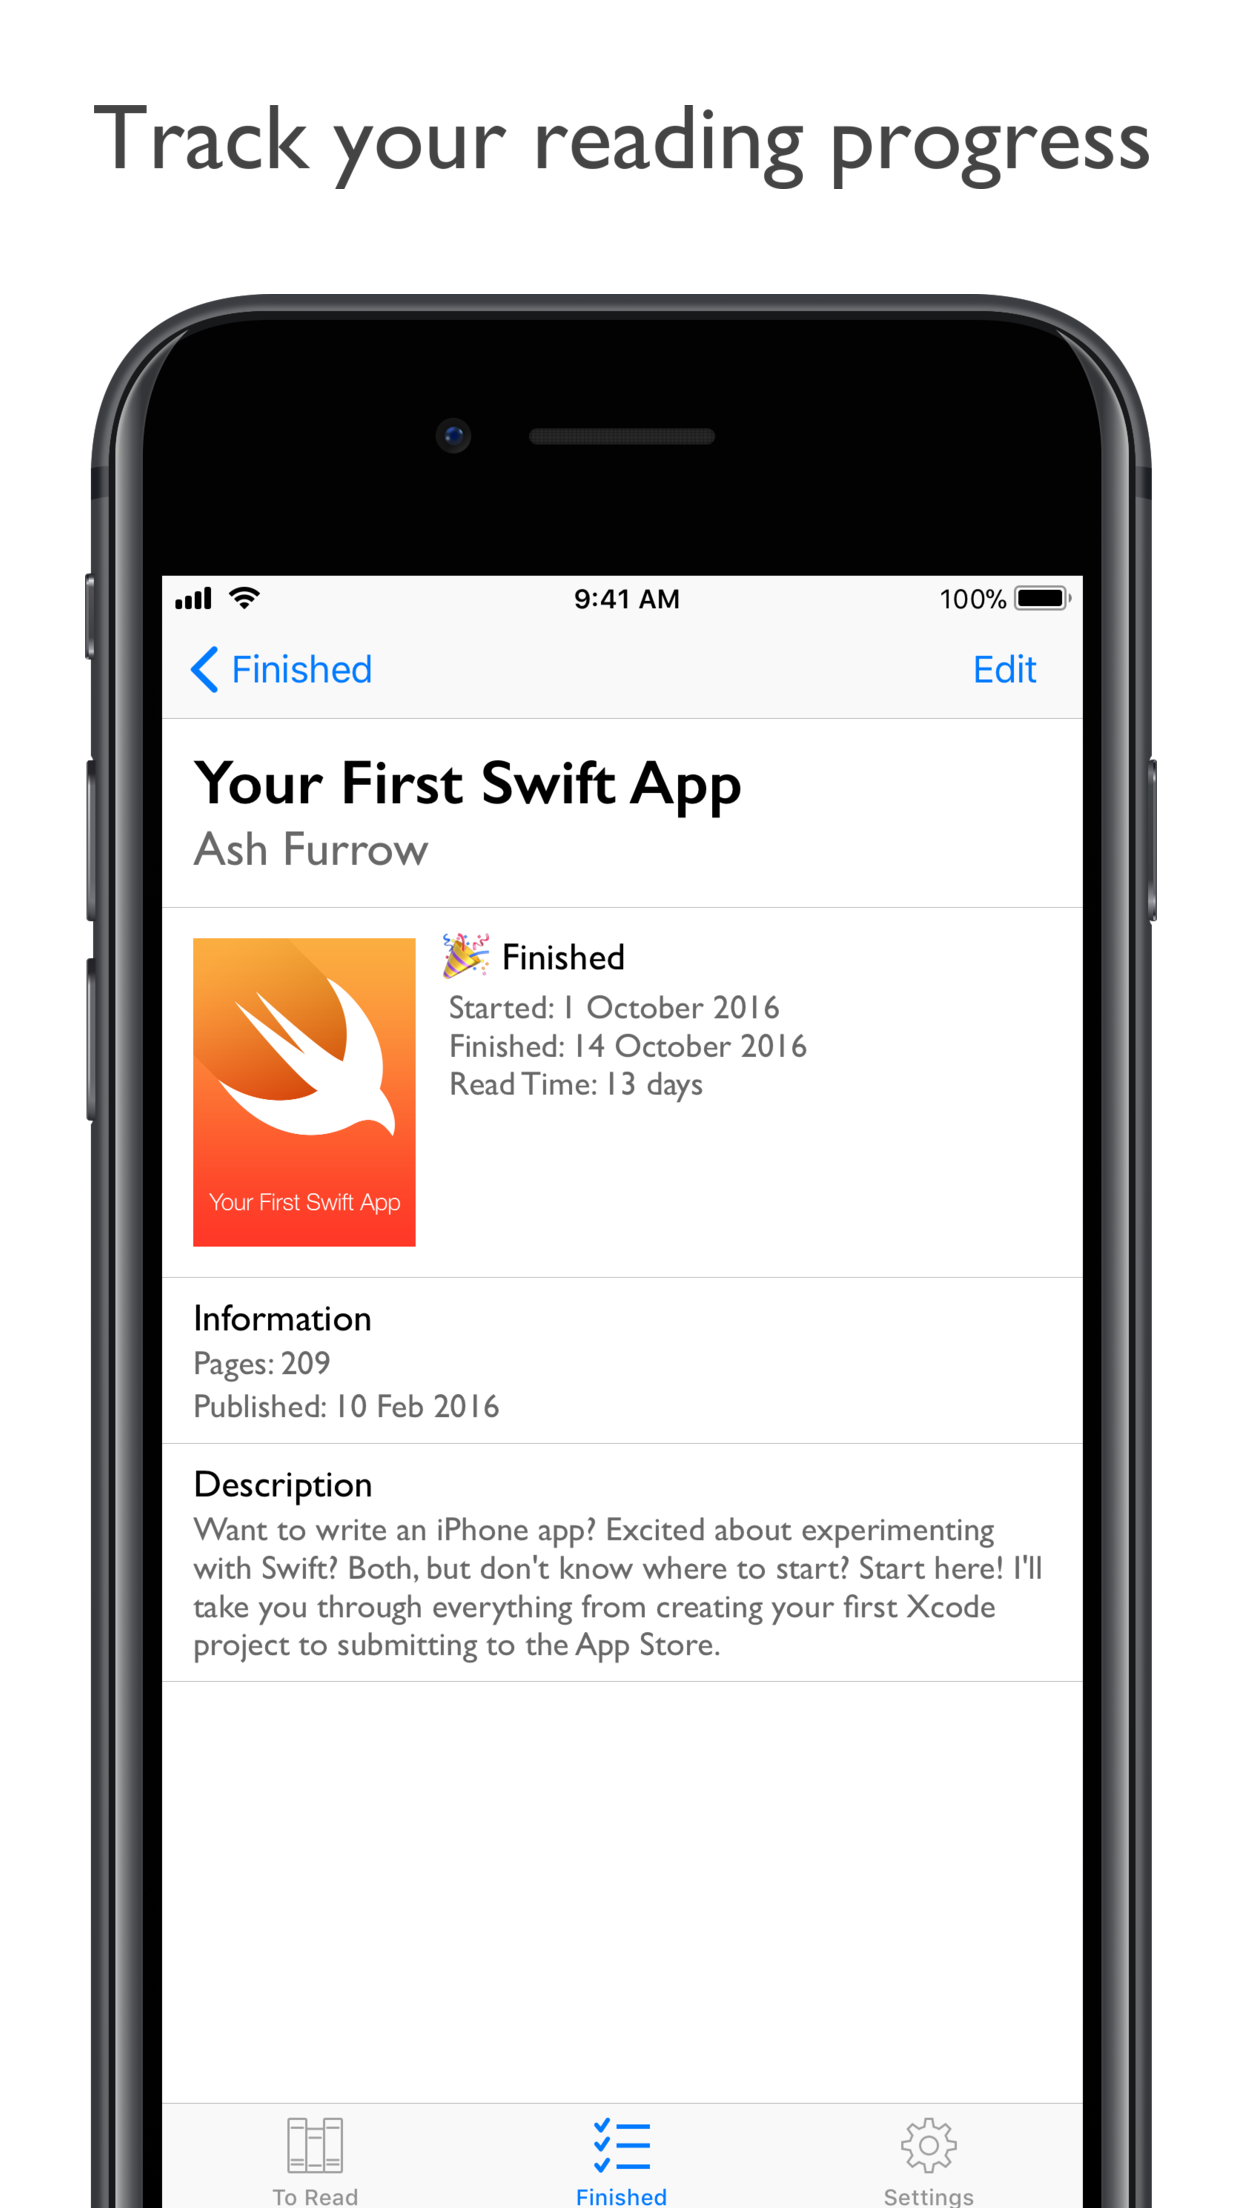 Track your reading progress
9:41 AM
100%
Finished
Edit
Your First Swift App
Ash Furrow
Finished
Started: 1 October 2016
Finished: 14 October 2016
Read Time: 13 days
Your First Swift App
Information
Pages: 209
Published: 10 Feb 2016
Description
Want to write an iPhone app? Excited about experimenting
with Swift? Both, but don't know where to start? Start here! I'll
take you through everything from creating your first Xcode
project to submitting to the App Store.
To Read
Finished
Settings